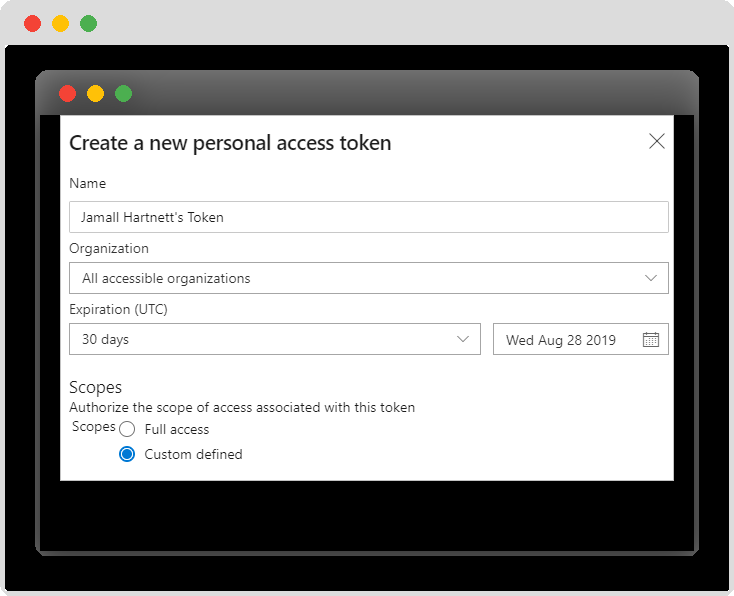 Create a new personal access token
Name
Jamall Hartnett's Token
Organization
All accessible organizations
Expiration (UTC)
30 days
Wed Aug 28 2019
Scopes
Authorize the scope of access associated with this token
Scopes Full access
Custom defined